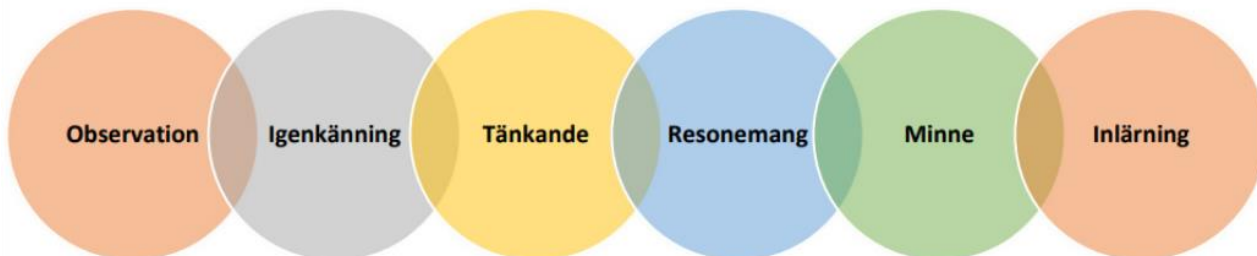 Observation
Igenkänning
Tänkande
Resonemang
Minne
Inlärning